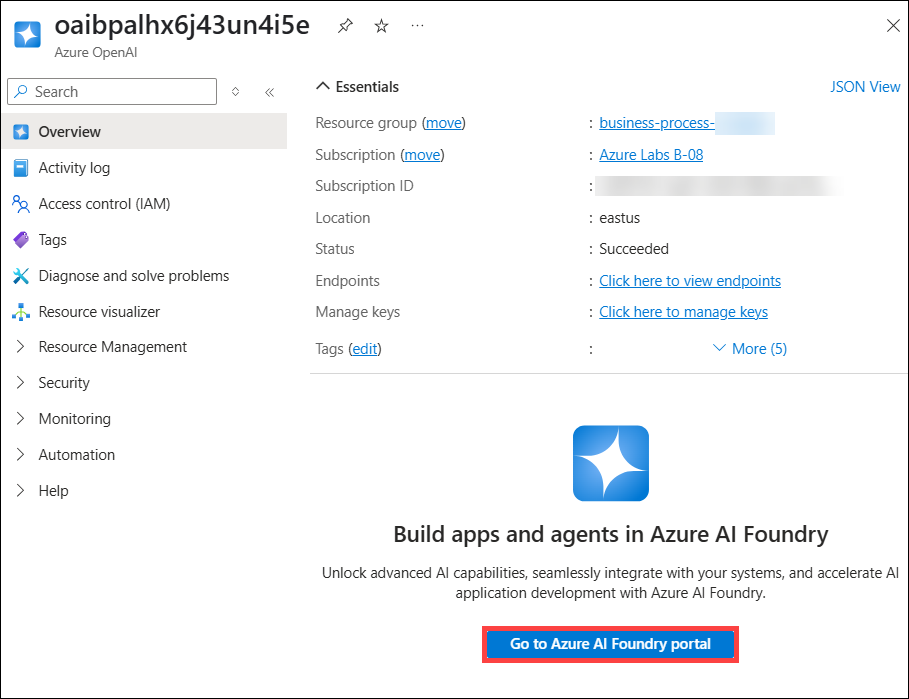 oaibpalhx6j43un4i5e
Azure OpenAI
Search
Overview
Activity log
Access control (IAM)
Tags
Diagnose and solve problems
Resource visualizer
Resource Management
Security
Monitoring
Automation
Help
Essentials
JSON View
Resource group (move) : business-process-
Subscription (move) : Azure Labs B-08
Subscription ID :
Location : eastus
Status : Succeeded
Endpoints : Click here to view endpoints
Manage keys : Click here to manage keys
Tags (edit) : More (5)
Build apps and agents in Azure AI Foundry
Unlock advanced AI capabilities, seamlessly integrate with your systems, and accelerate AI
application development with Azure AI Foundry.
Go to Azure AI Foundry portal